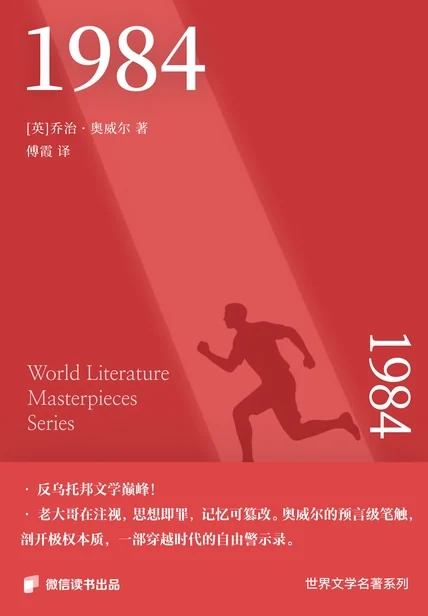 1984
[英]乔治·奥威尔 著
傅霞 译
1984
World Literature
Masterpieces
Series
· 反乌托邦文学巅峰！
· 老大哥在注视，思想即罪，记忆可篡改。奥威尔的预言级笔触，
剖开极权本质，一部穿越时代的自由警示录。
微信读书出品
世界文学名著系列